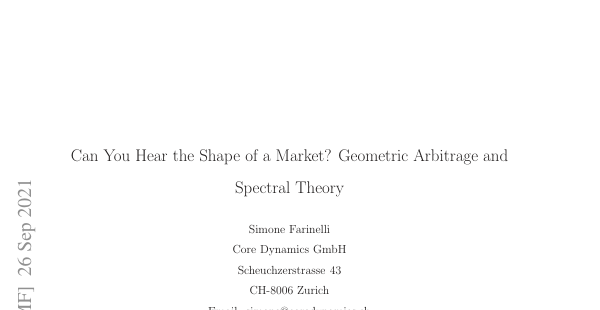 Can You Hear the Shape of a Market? Geometric Arbitrage and
Spectral Theory
Simone Farinelli
Core Dynamics GmbH
Scheuchzerstrasse 43
CH-8006 Zurich
MF] 26 Sep 2021